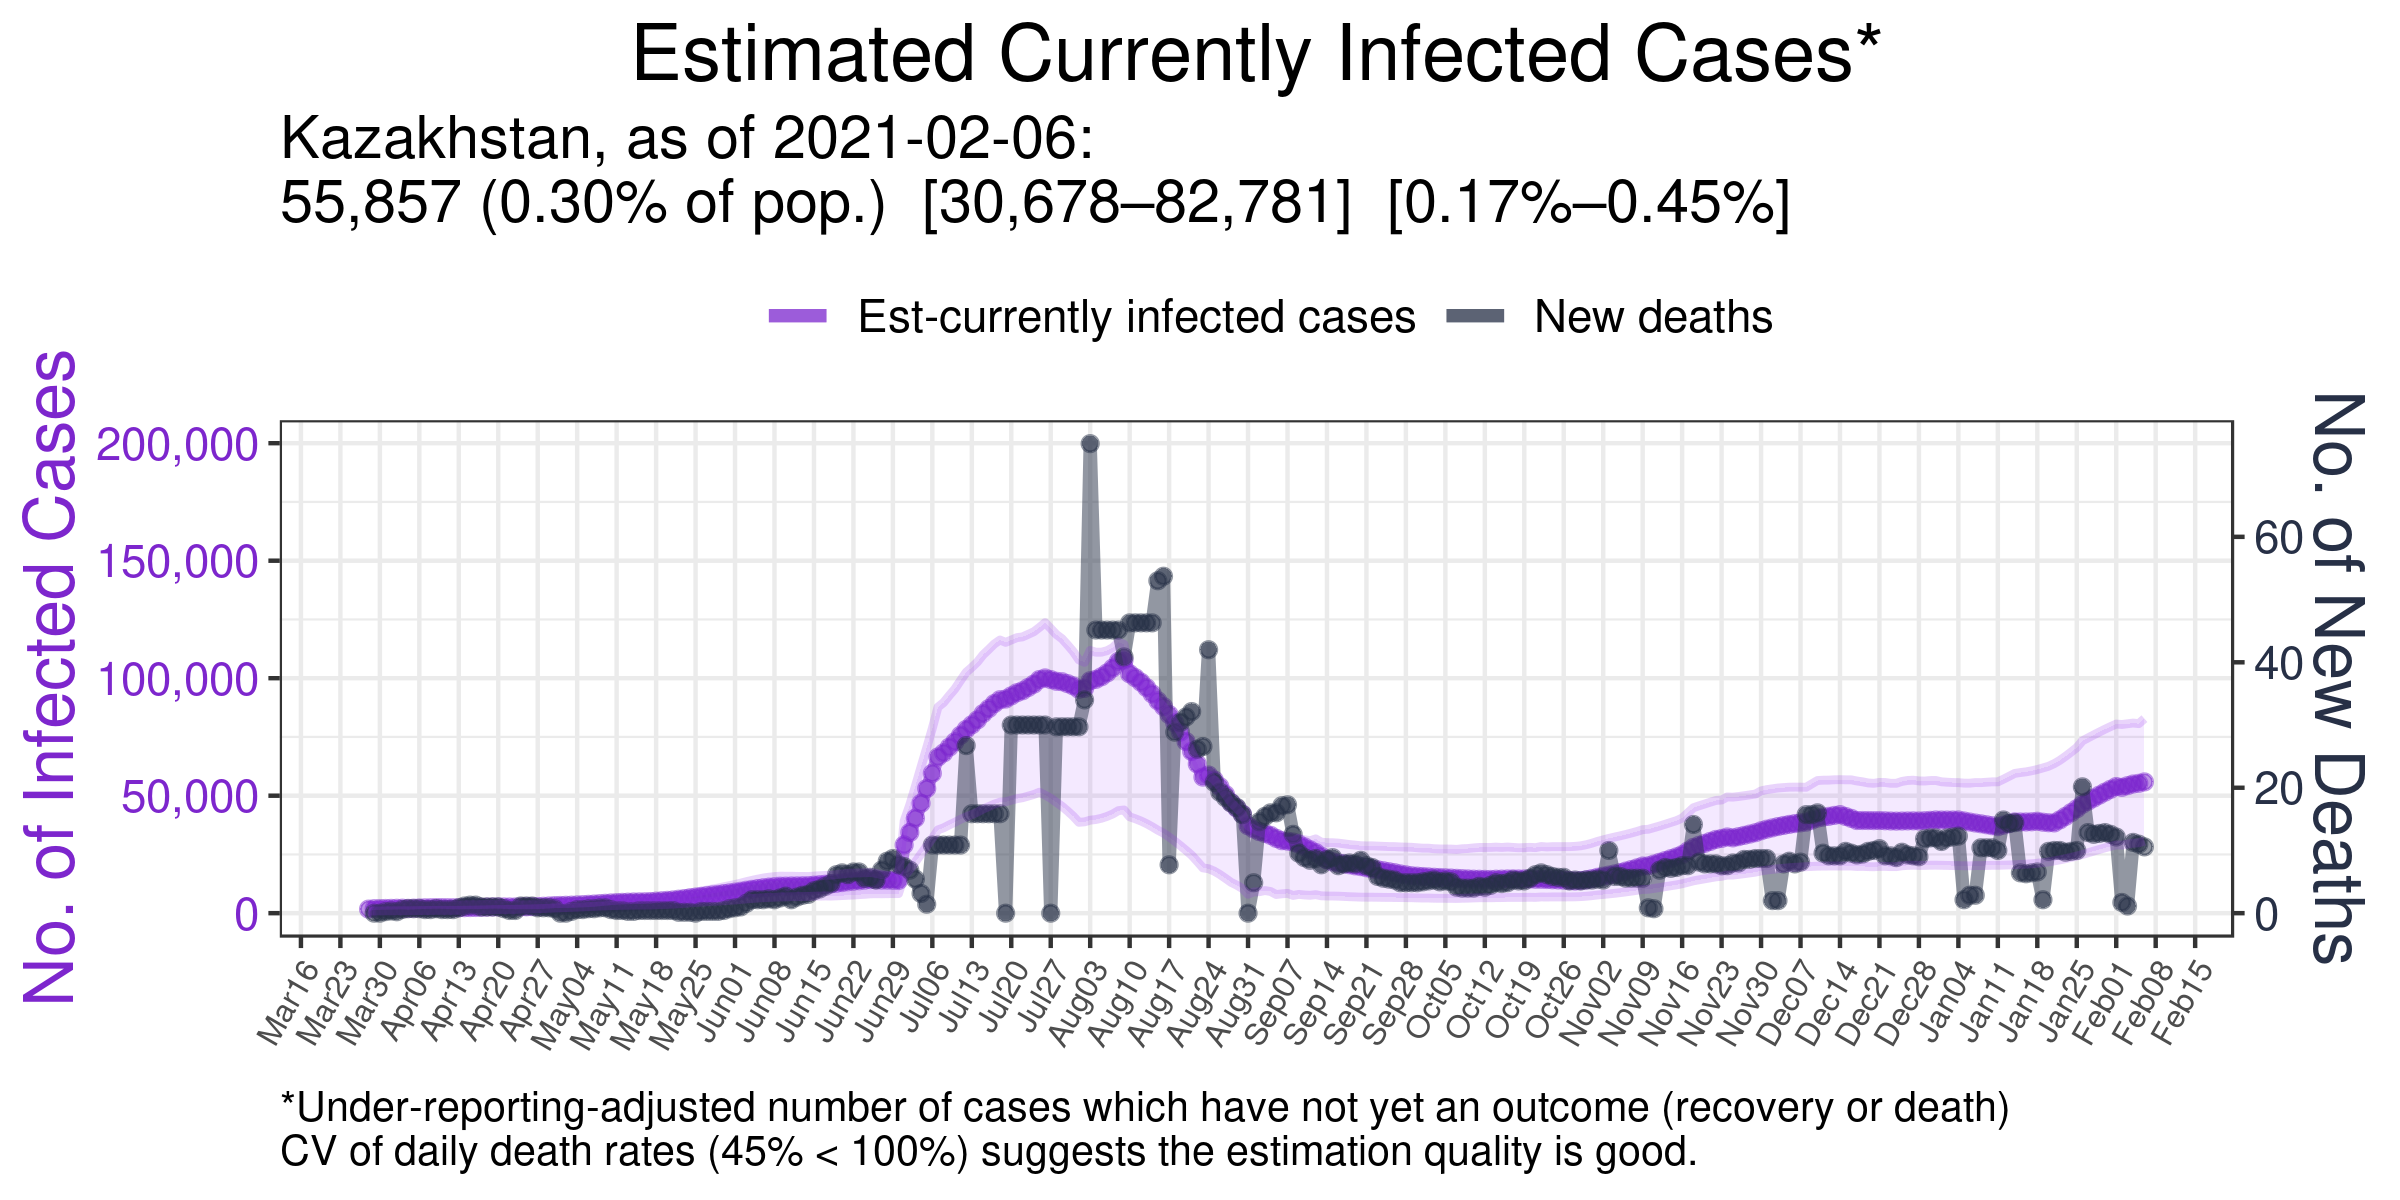 Estimated Currently Infected Cases*
Kazakhstan, as of 2021-02-06:
55,857 (0.30% of pop.) [30,678–82,781] [0.17%–0.45%]
Est-currently infected cases
New deaths
No. of Infected Cases
200,000
150,000
100,000
50,000
0
No. of New Deaths
60
40
20
0
Mar16
Mar23
Mar30
Apr06
Apr13
Apr20
Apr27
May04
May11
May18
May25
Jun01
Jun08
Jun15
Jun22
Jun29
Jul06
Jul13
Jul20
Jul27
Aug03
Aug10
Aug17
Aug24
Aug31
Sep07
Sep14
Sep21
Sep28
Oct05
Oct12
Oct19
Oct26
Nov02
Nov09
Nov16
Nov23
Nov30
Dec07
Dec14
Dec21
Dec28
Jan04
Jan11
Jan18
Jan25
Feb01
Feb08
Feb15
*Under-reporting-adjusted number of cases which have not yet an outcome (recovery or death)
CV of daily death rates (45% < 100%) suggests the estimation quality is good.